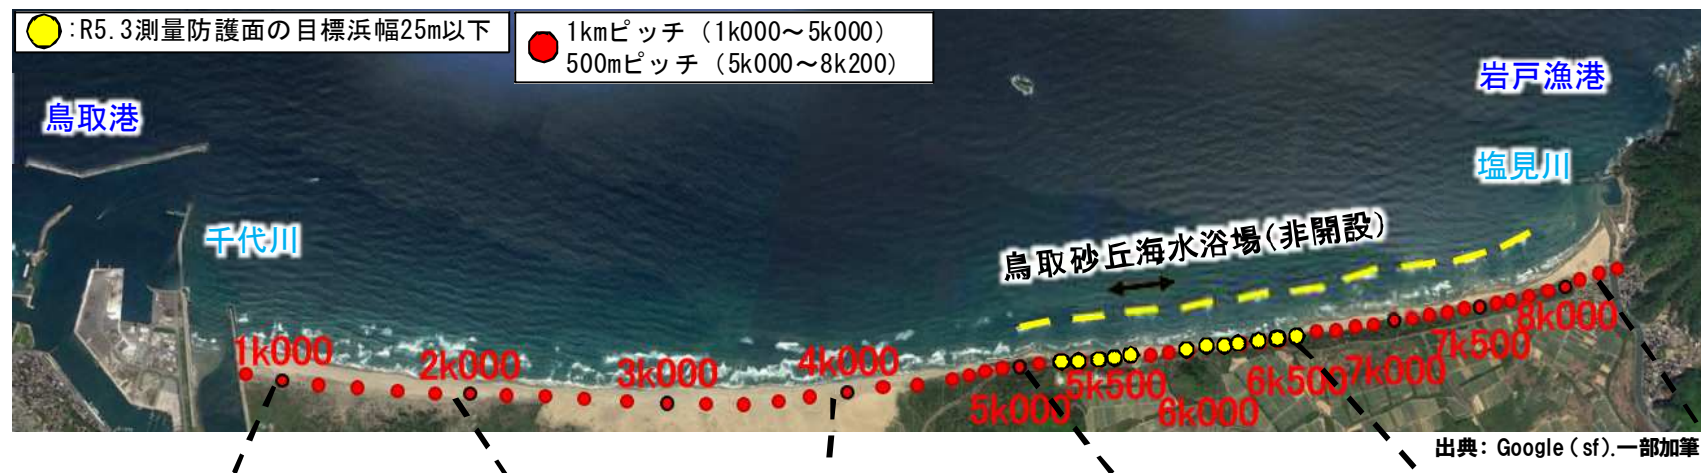 :R5.3測量防護面の目標浜幅25m以下
1kmピッチ（1k000～5k000）
500mピッチ（5k000～8k200）
鳥取港
岩戸漁港
塩見川
千代川
鳥取砂丘海水浴場(非開設)
1k000
2k000
3k000
4k000
5k000
5k500
6k000
6k500
7k000
7k500
8k000
出典：Google（sf).一部加筆